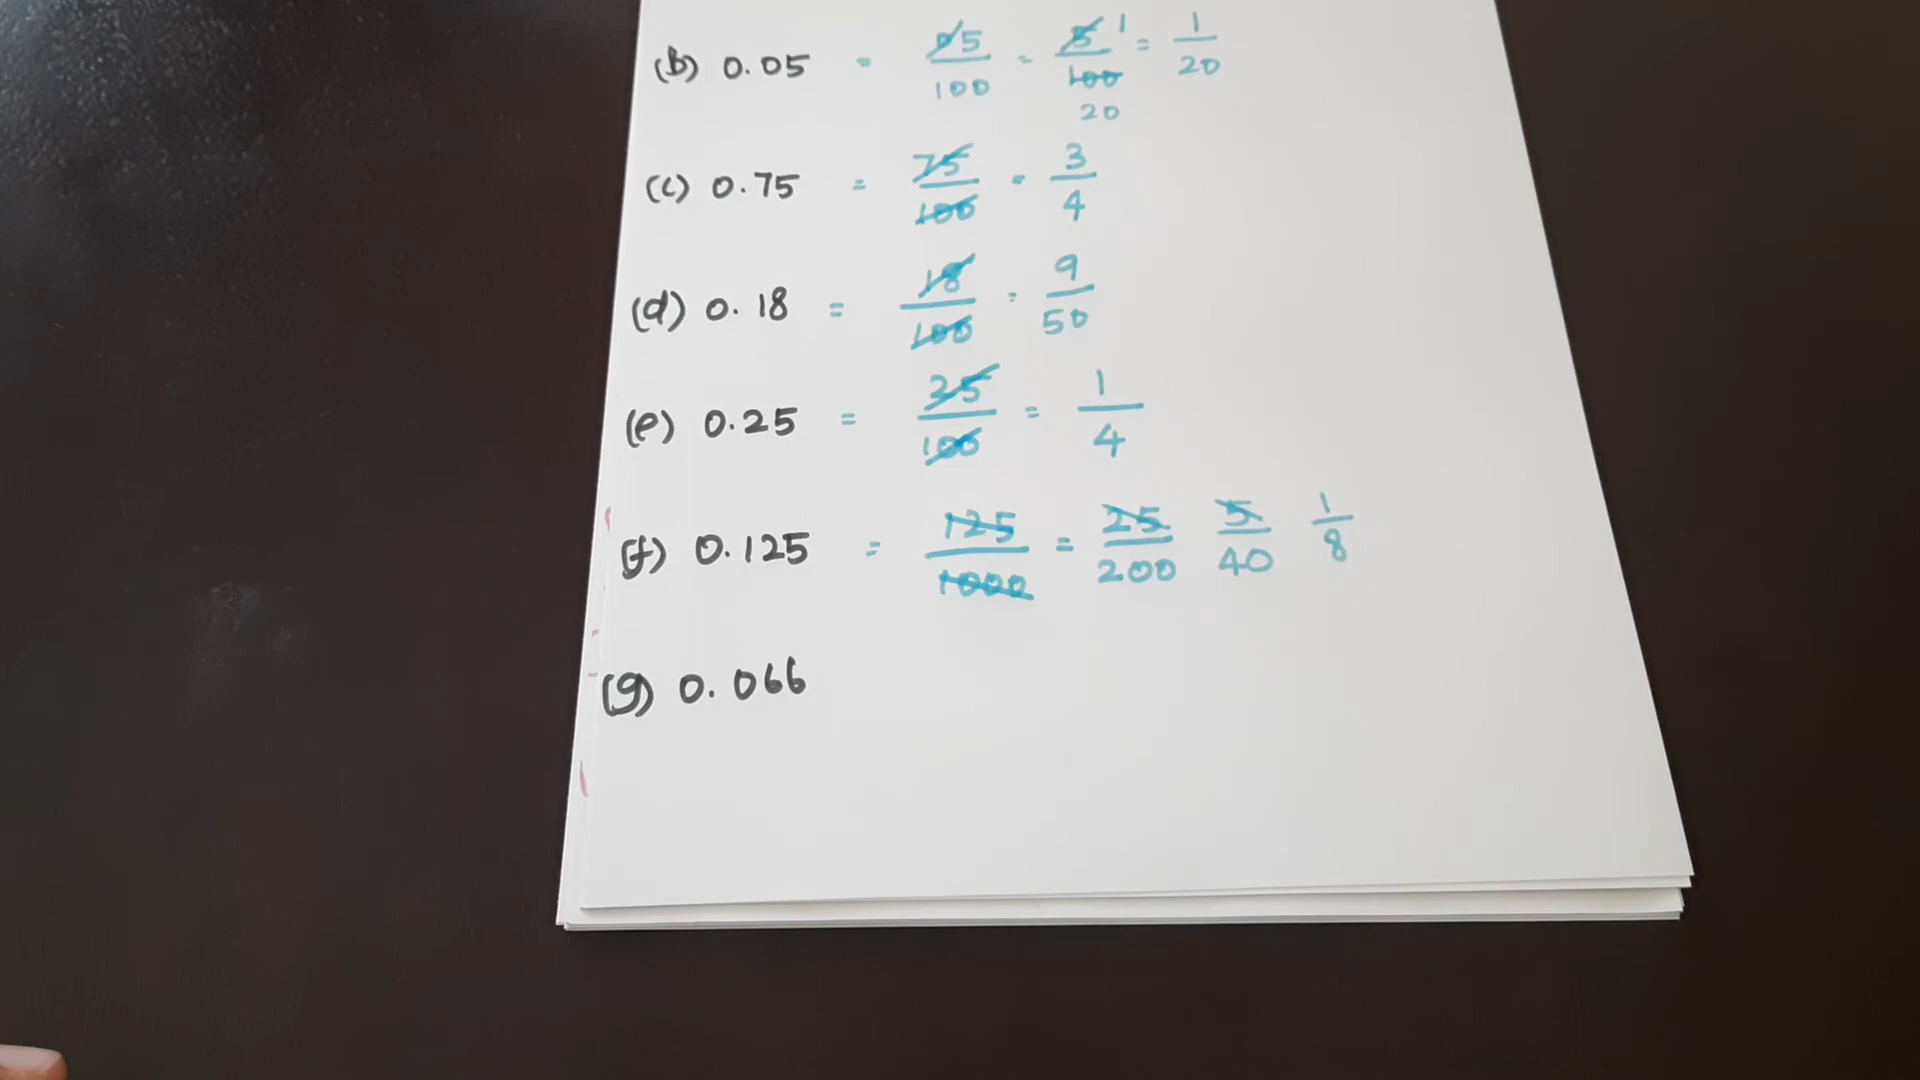 (b) 0.05 = 05/100 = 5/100 1 20 = 1/20
(c) 0.75 = 75/100 = 3/4
(d) 0.18 = 18/100 = 9/50
(e) 0.25 = 25/100 = 1/4
(f) 0.125 = 125/1000 = 25/200 5/40 1/8
(g) 0.066